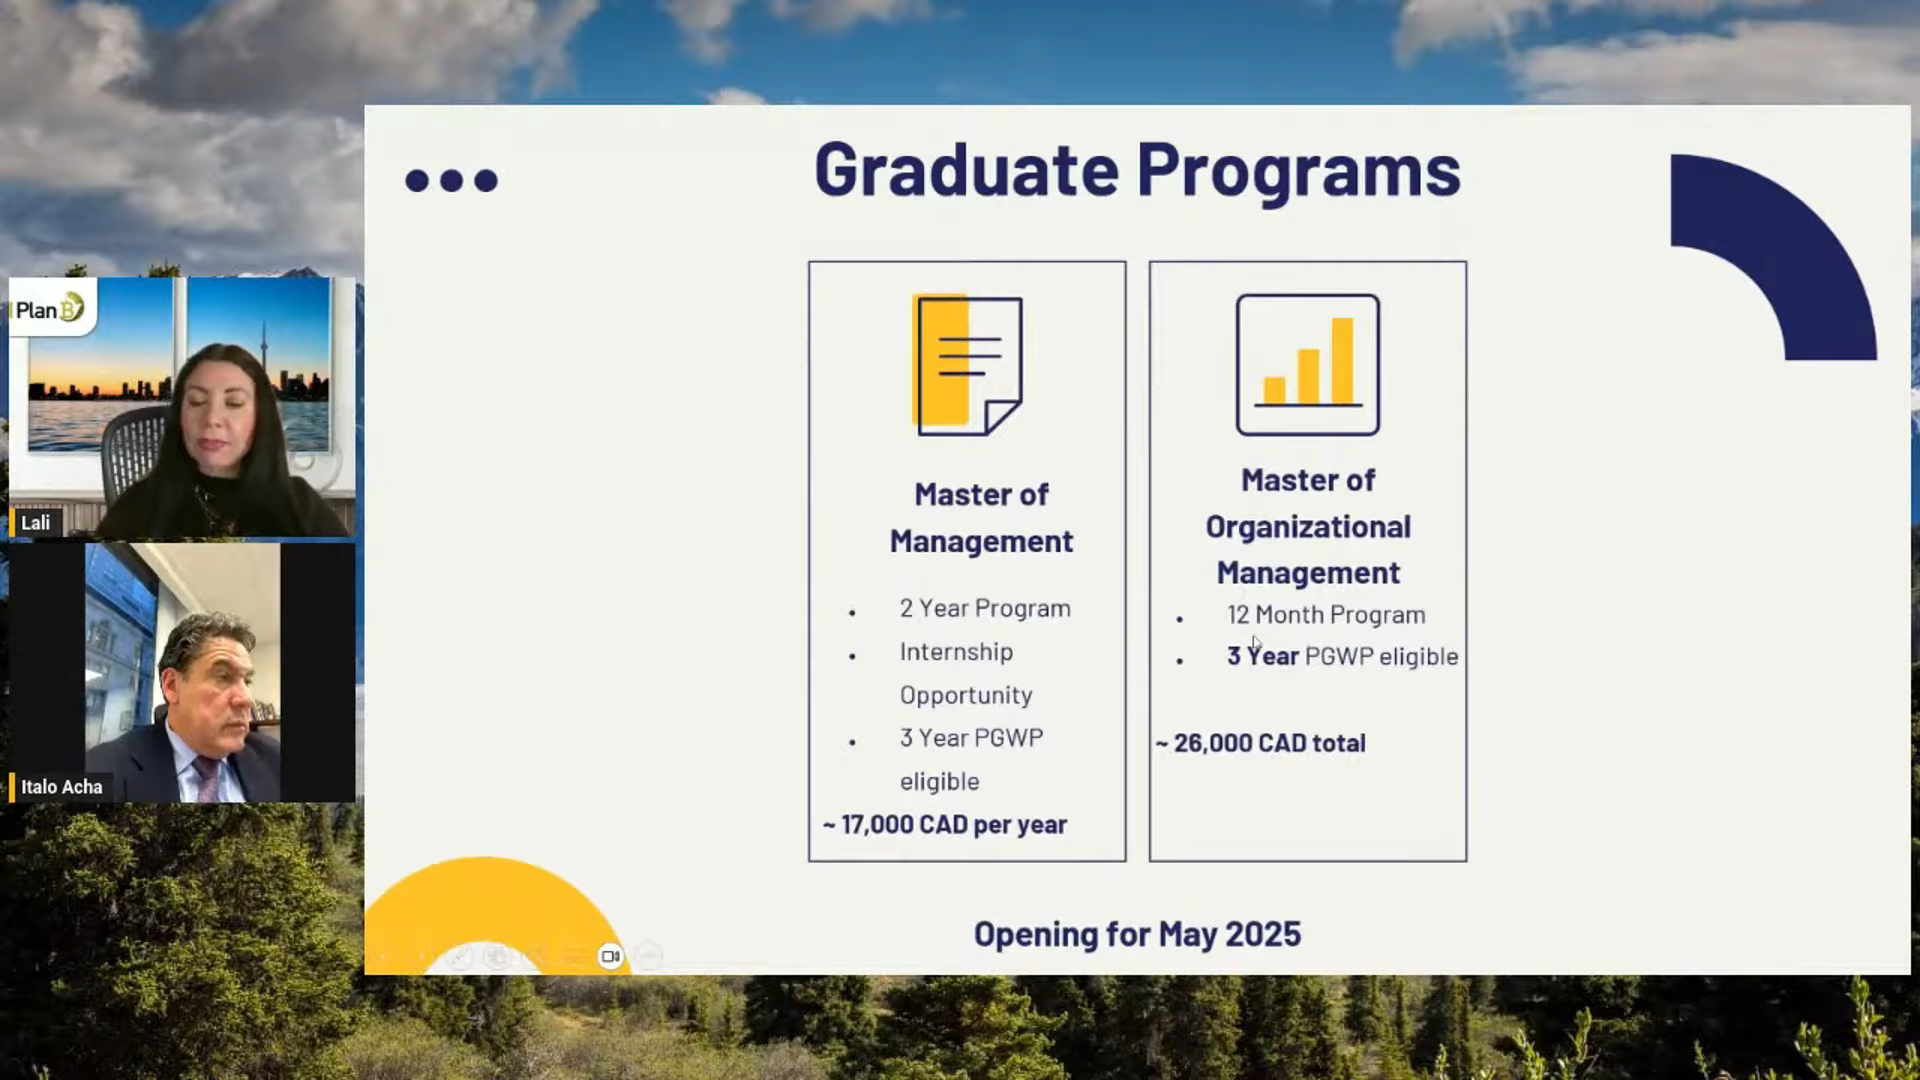 Graduate Programs
Plan B
Lali
Italo Acha
Master of
Management
• 2 Year Program
• Internship
Opportunity
• 3 Year PGWP
eligible
~ 17,000 CAD per year
Master of
Organizational
Management
• 12 Month Program
• 3 Year PGWP eligible
~ 26,000 CAD total
Opening for May 2025